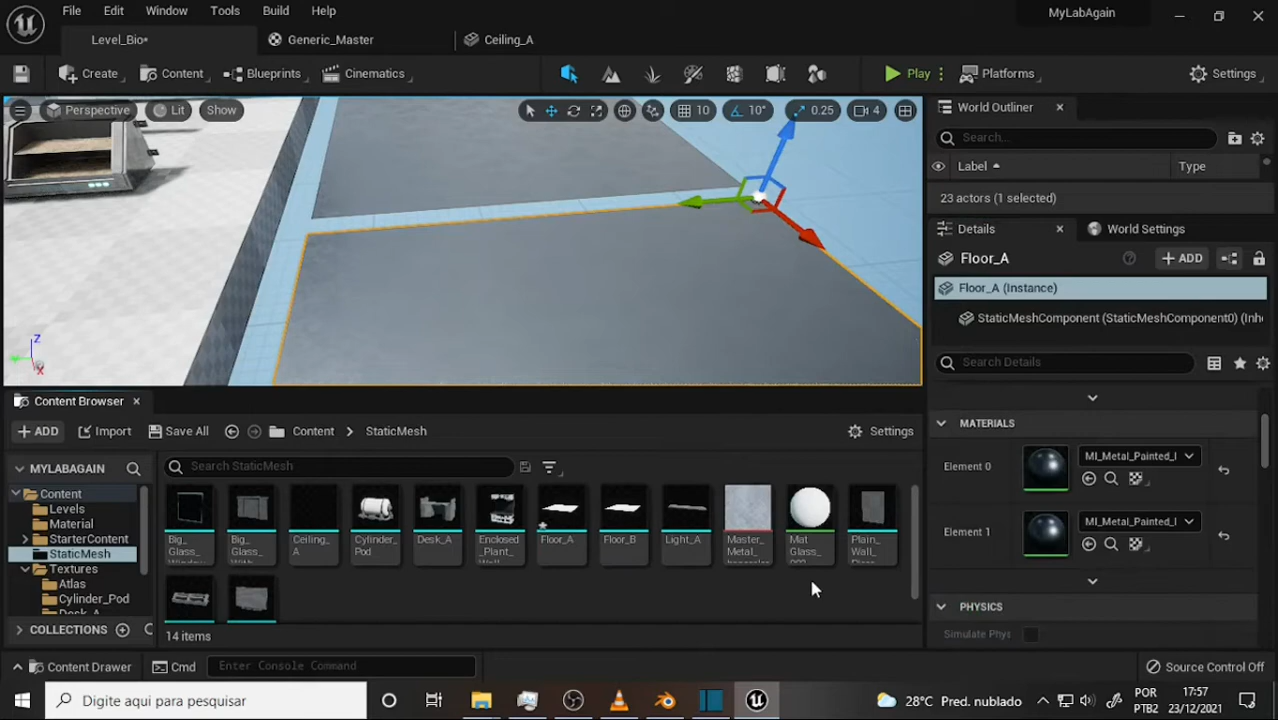 File Edit Window Tools Build Help
MyLabAgain
Level_Bio* Generic_Master Ceiling_A
Create Content Blueprints Cinematics Play Platforms Settings
Perspective Lit Show 10 10° 0.25 4
World Outliner
Search...
Label Type
23 actors (1 selected)
Details World Settings
Floor_A ADD
Floor_A (Instance)
StaticMeshComponent (StaticMeshComponent0) (Inh
Search Details
MATERIALS
Element 0 MI_Metal_Painted_I
Element 1 MI_Metal_Painted_I
PHYSICS
Simulate Phys
Z
Y
X
Content Browser
ADD Import Save All Content StaticMesh Settings
MYLABAGAIN
Search StaticMesh
Content
Levels
Material
StarterContent
StaticMesh
Textures
Atlas
Cylinder_Pod
Desk_A
COLLECTIONS
Big_
Glass_
Window
Big_
Glass_
With
Ceiling_
A
Cylinder_
Pod
Desk_A
Enclosed
_Plant_
Wall
Floor_A
Floor_B
Light_A
Master_
Metal_
Mat
Glass_
002
Plain_
Wall_
14 items
Content Drawer Cmd Enter Console Command Source Control Off
Digite aqui para pesquisar
28°C Pred. nublado
POR
PTB2
17:57
23/12/2021